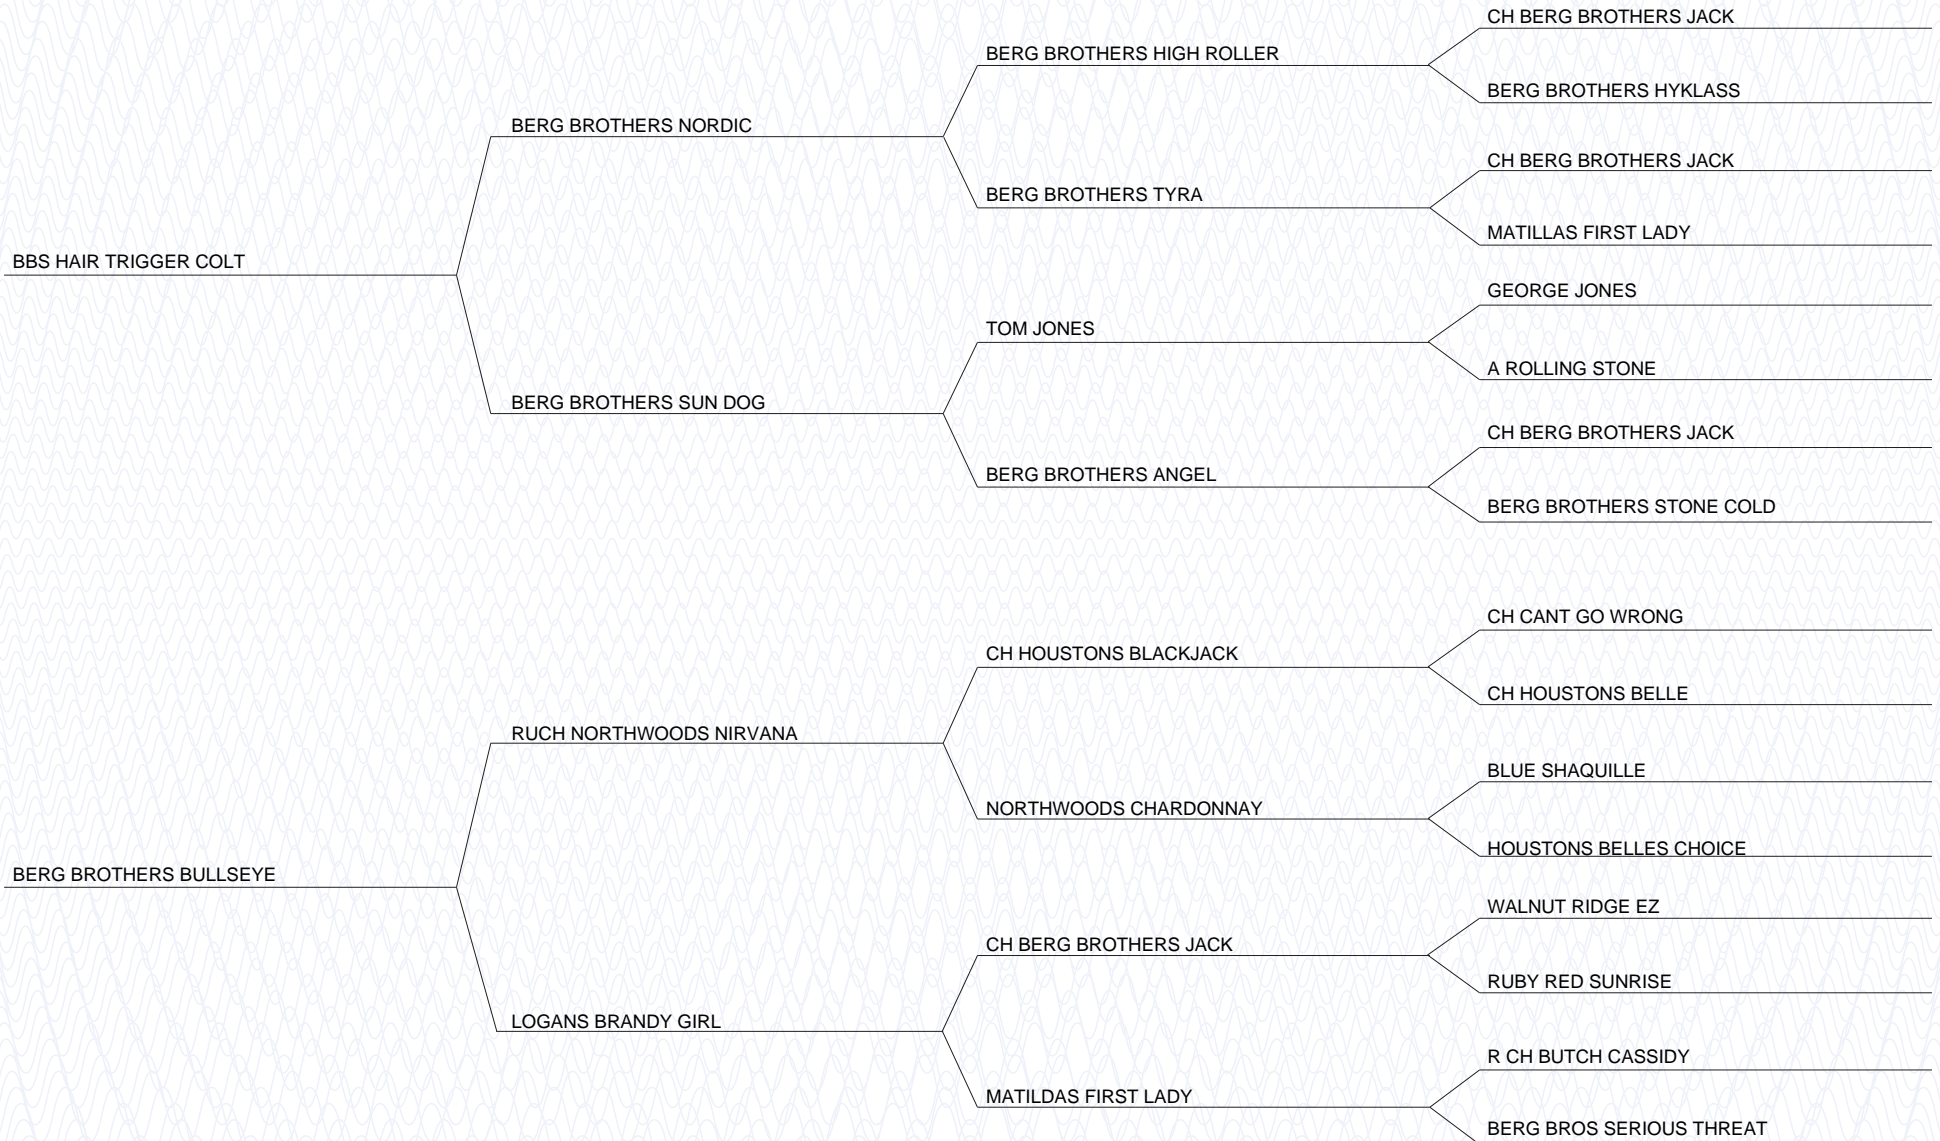 CH BERG BROTHERS JACK
BERG BROTHERS HIGH ROLLER
BERG BROTHERS HYKLASS
BERG BROTHERS NORDIC
CH BERG BROTHERS JACK
BERG BROTHERS TYRA
MATILLAS FIRST LADY
BBS HAIR TRIGGER COLT
GEORGE JONES
TOM JONES
A ROLLING STONE
BERG BROTHERS SUN DOG
CH BERG BROTHERS JACK
BERG BROTHERS ANGEL
BERG BROTHERS STONE COLD
CH CANT GO WRONG
CH HOUSTONS BLACKJACK
CH HOUSTONS BELLE
RUCH NORTHWOODS NIRVANA
BLUE SHAQUILLE
NORTHWOODS CHARDONNAY
HOUSTONS BELLES CHOICE
BERG BROTHERS BULLSEYE
WALNUT RIDGE EZ
CH BERG BROTHERS JACK
RUBY RED SUNRISE
LOGANS BRANDY GIRL
R CH BUTCH CASSIDY
MATILDAS FIRST LADY
BERG BROS SERIOUS THREAT